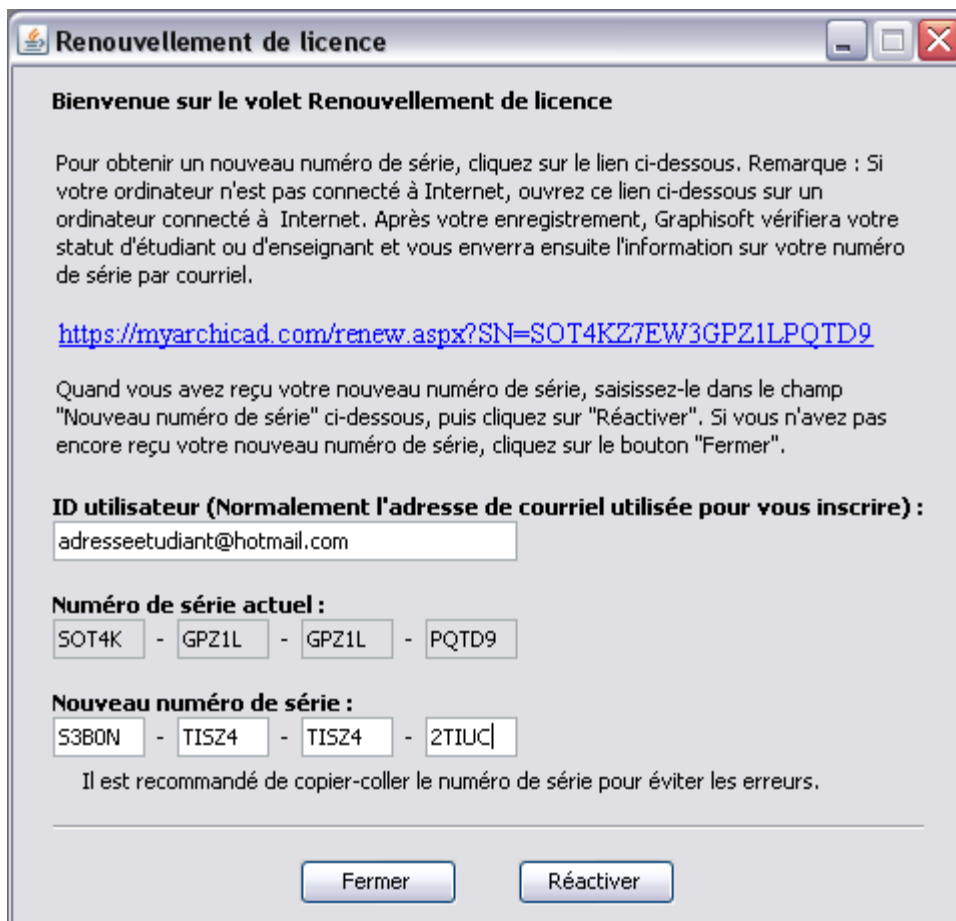 Renouvellement de licence
Bienvenue sur le volet Renouvellement de licence
Pour obtenir un nouveau numéro de série, cliquez sur le lien ci-dessous. Remarque : Si
votre ordinateur n'est pas connecté à Internet, ouvrez ce lien ci-dessous sur un
ordinateur connecté à Internet. Après votre enregistrement, Graphisoft vérifiera votre
statut d'étudiant ou d'enseignant et vous enverra ensuite l'information sur votre numéro
de série par courriel.
https://myarchicad.com/renew.aspx?SN=SOT4KZ7EW3GPZ1LPQTD9
Quand vous avez reçu votre nouveau numéro de série, saisissez-le dans le champ
"Nouveau numéro de série" ci-dessous, puis cliquez sur "Réactiver". Si vous n'avez pas
encore reçu votre nouveau numéro de série, cliquez sur le bouton "Fermer".
ID utilisateur (Normalement l'adresse de courriel utilisée pour vous inscrire) :
adresseetudiant@hotmail.com
Numéro de série actuel :
SOT4K - GPZ1L - GPZ1L - PQTD9
Nouveau numéro de série :
S3B0N - TISZ4 - TISZ4 - 2TIUC
Il est recommandé de copier-coller le numéro de série pour éviter les erreurs.
Fermer Réactiver